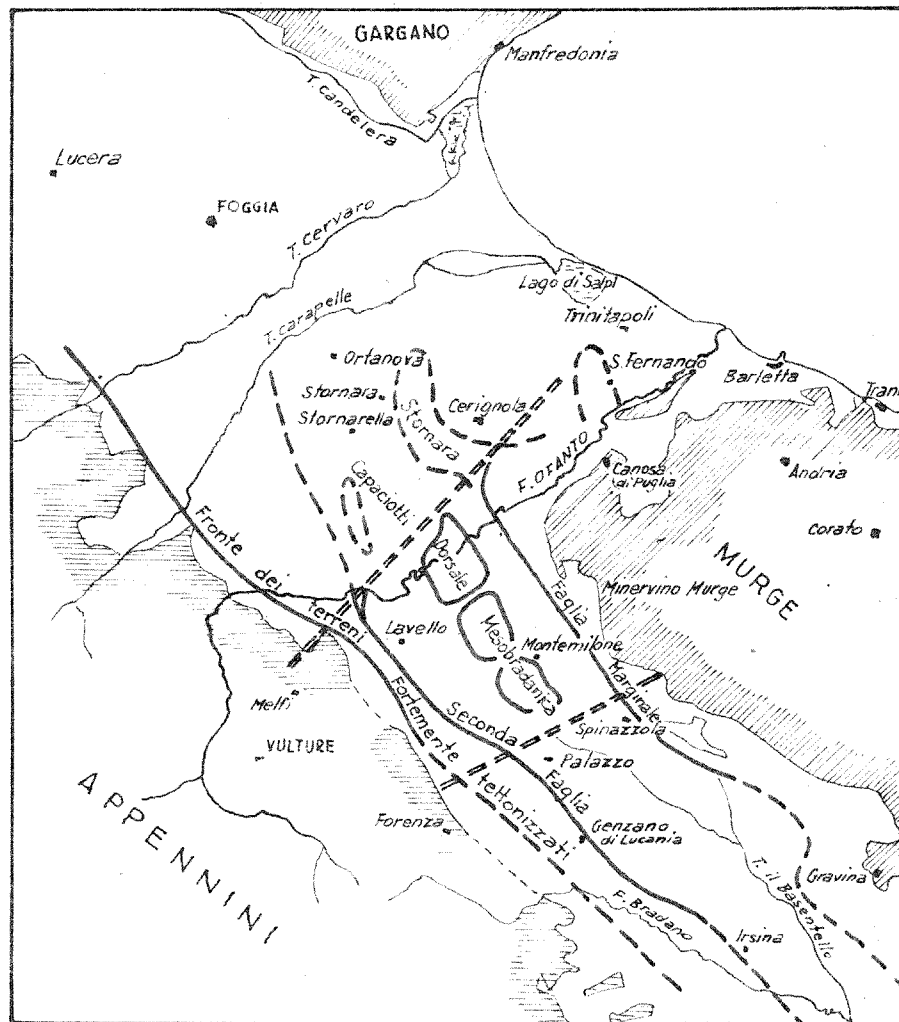 GARGANO
Manfredonia
T. candelera
Lucera
FOGGIA
T. Cervaro
Lago di Salpi
T. carapelle
Trinitapoli
Ortanova
S. Fernando
Barletta
Trani
Stornara
Stornarella
Stornara
Cerignola
F. OFANTO
Canosa
di Puglia
Andria
Corato
Capaciotti
MURGE
Fronte dei terreni Fortemente tettonizzati
Dorsale Mesobradanica
Faglia Marginale
Minervino Murge
Lavello
Montemilone
Melfi
Seconda Faglia
Spinazzola
VULTURE
Palazzo
APPENNINI
Forenza
Genzano
di Lucania
T. il Basentello
Gravina
F. Bradano
Irsina